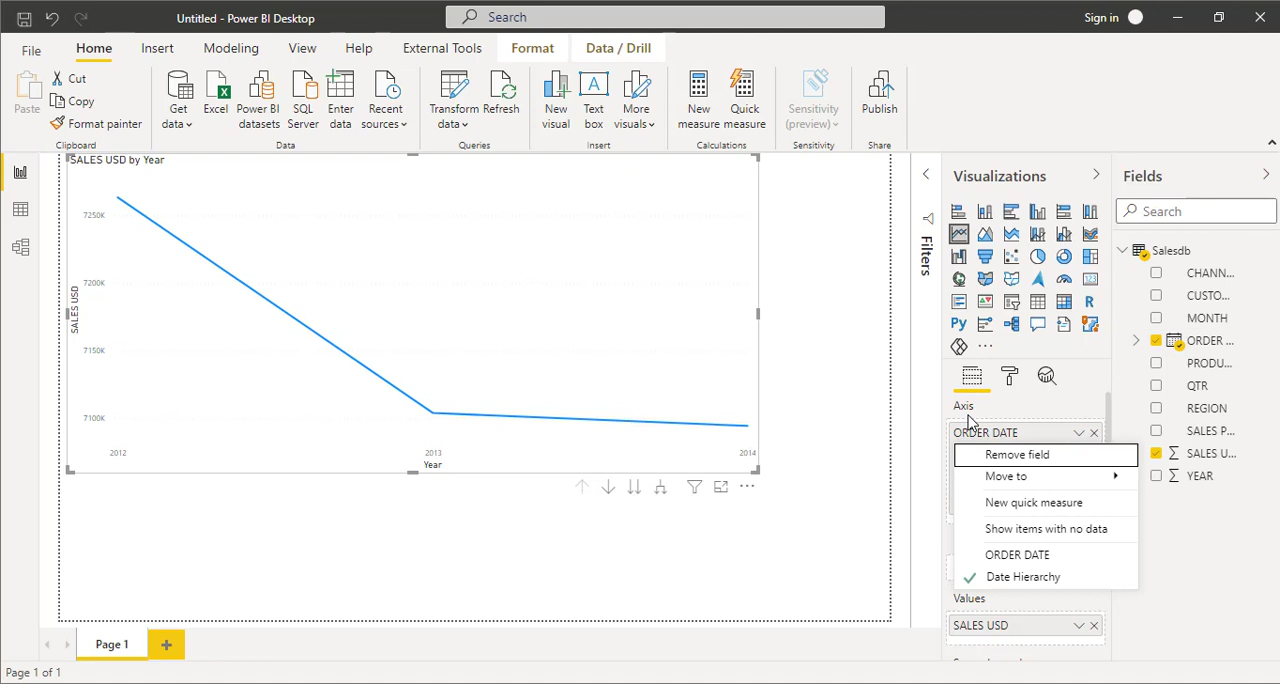 Untitled - Power BI Desktop
Search
Sign in
File
Home
Insert
Modeling
View
Help
External Tools
Format
Data / Drill
Paste
Cut
Copy
Format painter
Clipboard
Get data
Excel
Power BI datasets
SQL Server
Enter data
Recent sources
Data
Transform data
Refresh
Queries
New visual
Text box
More visuals
Insert
New measure
Quick measure
Calculations
Sensitivity (preview)
Sensitivity
Publish
Share
SALES USD by Year
7250K
7200K
7150K
7100K
SALES USD
2012
2013
2014
Year
Filters
Visualizations
R
Py
123
Axis
ORDER DATE
Remove field
Move to
New quick measure
Show items with no data
ORDER DATE
Date Hierarchy
Values
SALES USD
Fields
Search
Salesdb
CHANN...
CUSTO...
MONTH
ORDER ...
PRODU...
QTR
REGION
SALES P...
SALES U...
YEAR
Page 1
Page 1 of 1